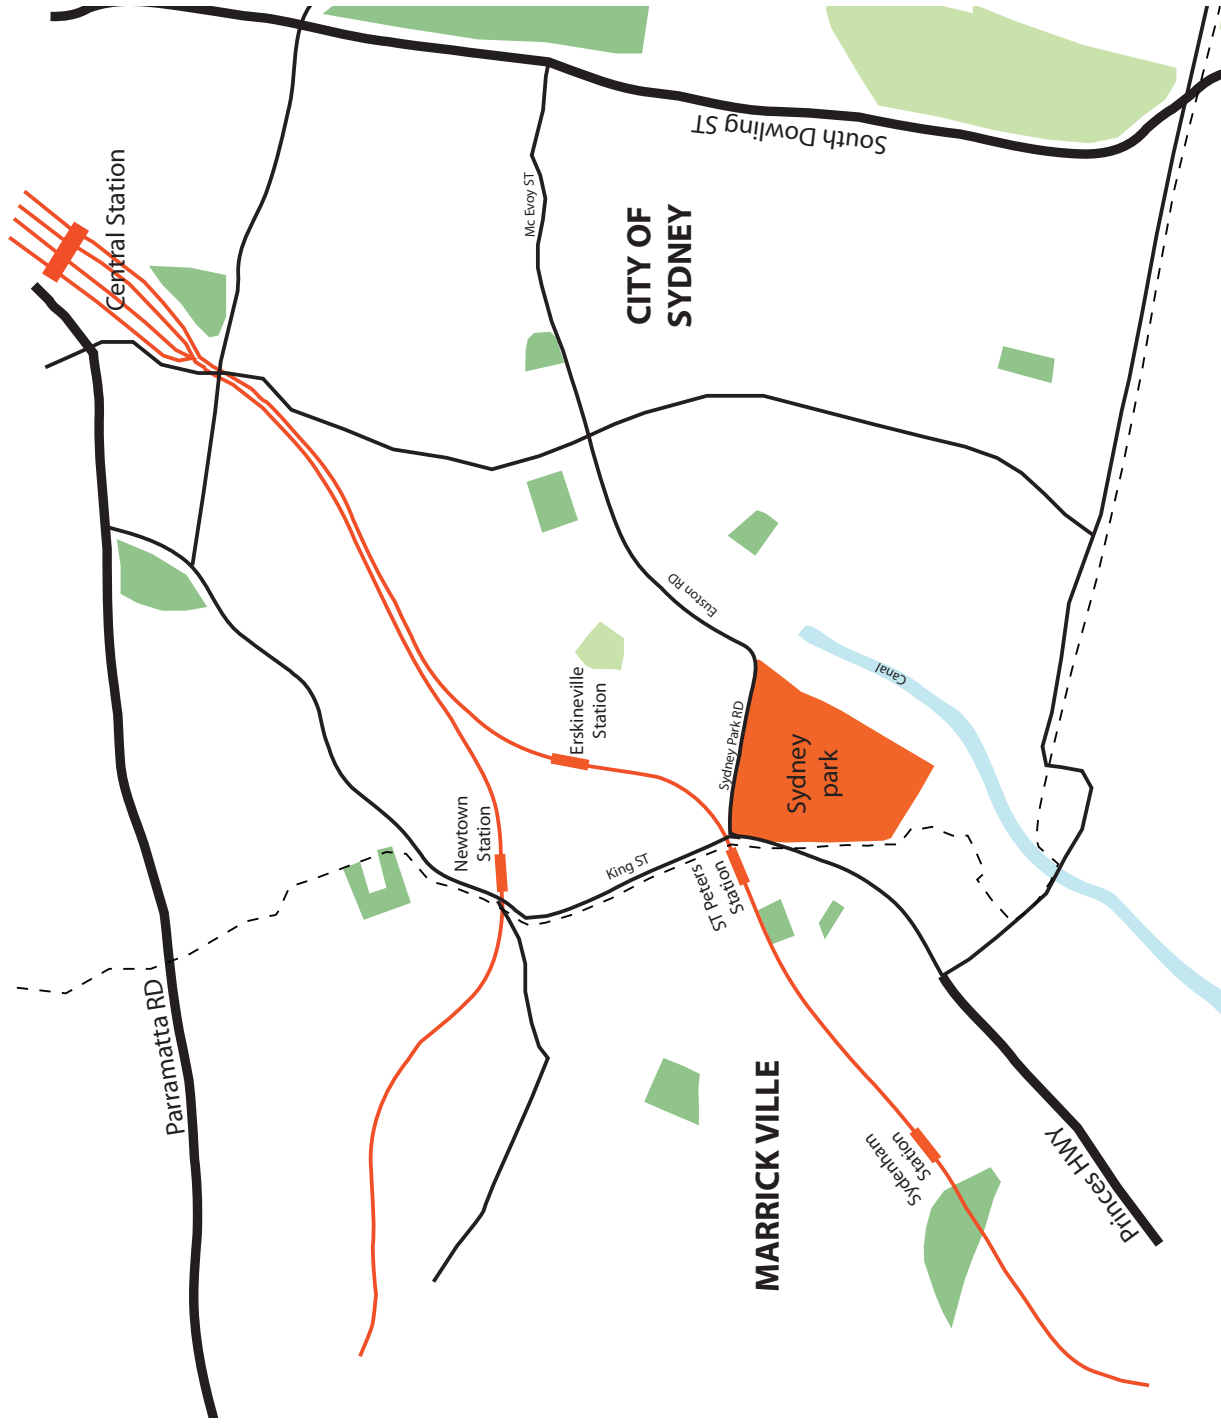 South Dowling ST
Central Station
Mc Evoy ST
CITY OF
SYDNEY
Euston RD
Canal
Erskineville
Station
Sydney Park RD
Sydney
park
Newtown
Station
King ST
ST Peters
Station
Parramatta RD
MARRICK VILLE
Sydenham
Station
Princes HWY